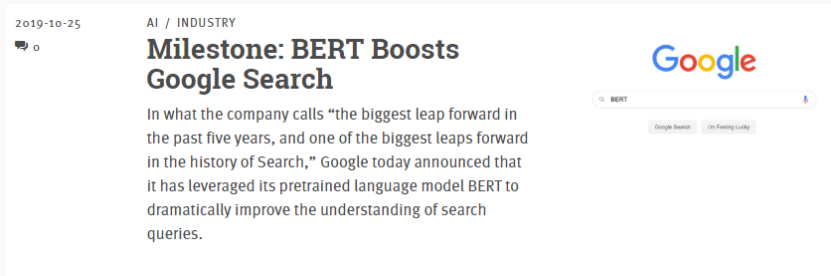 2019-10-25
0
AI / INDUSTRY
Milestone: BERT Boosts
Google Search
In what the company calls “the biggest leap forward in
the past five years, and one of the biggest leaps forward
in the history of Search,” Google today announced that
it has leveraged its pretrained language model BERT to
dramatically improve the understanding of search
queries.
Google
BERT
Google Search
I'm Feeling Lucky